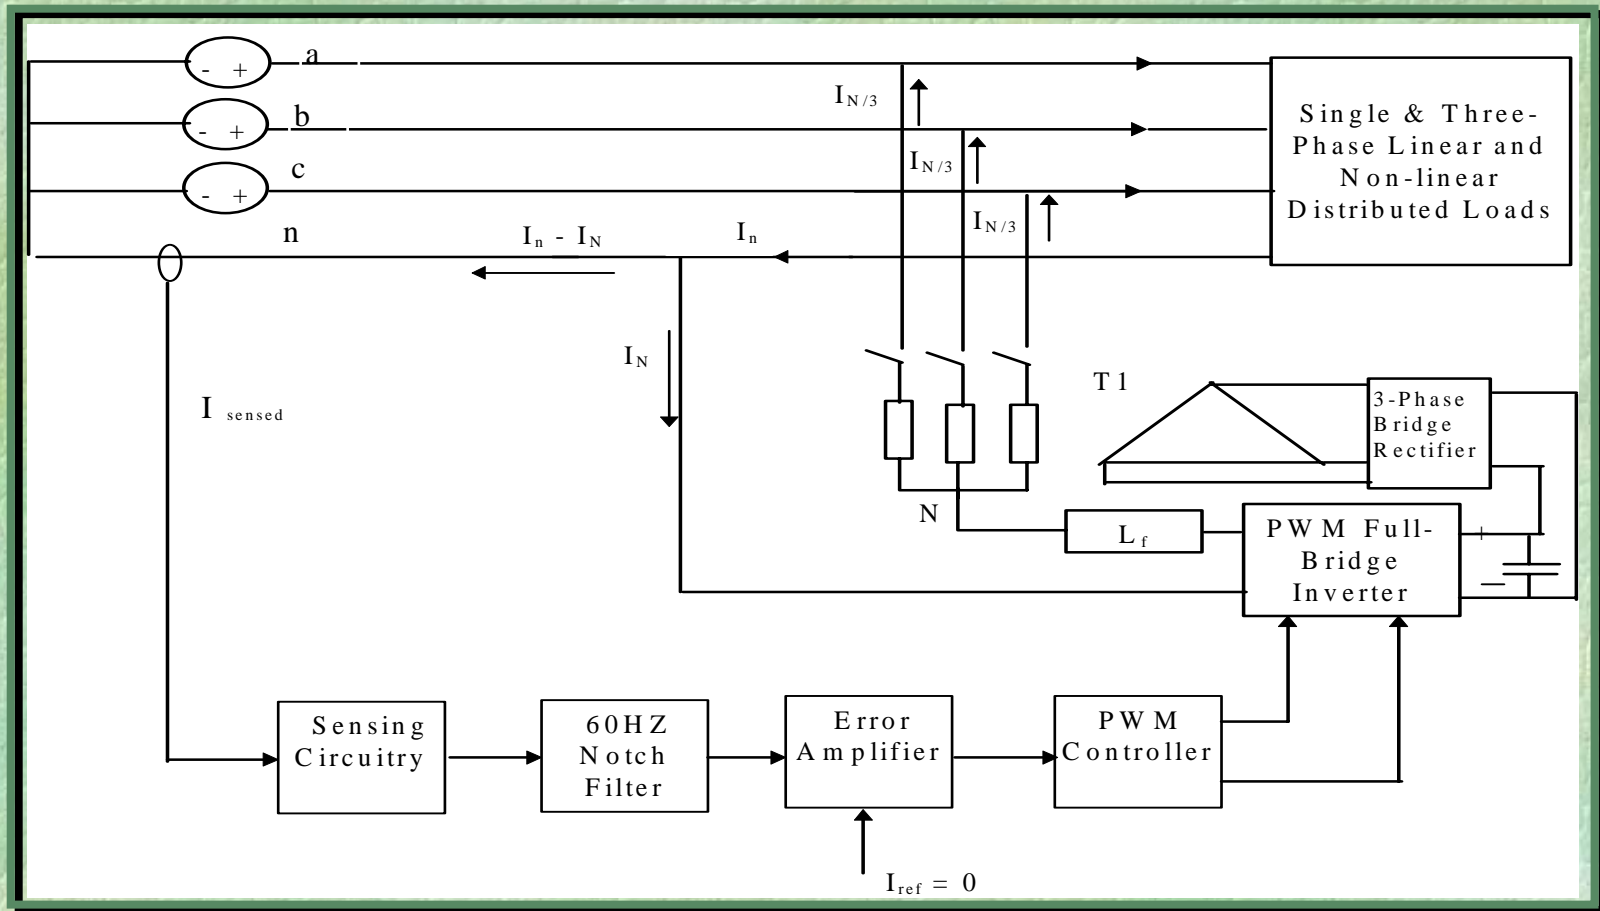 a
- +
I N/3
b
- +
I N/3
c
- +
I N/3
n
I n - I N
I n
Single & Three-
Phase Linear and
Non-linear
Distributed Loads
I N
I sensed
T1
3-Phase
Bridge
Rectifier
N
L f
PWM Full-
Bridge
Inverter
+
−
Sensing
Circuitry
60HZ
Notch
Filter
Error
Amplifier
PWM
Controller
I ref = 0